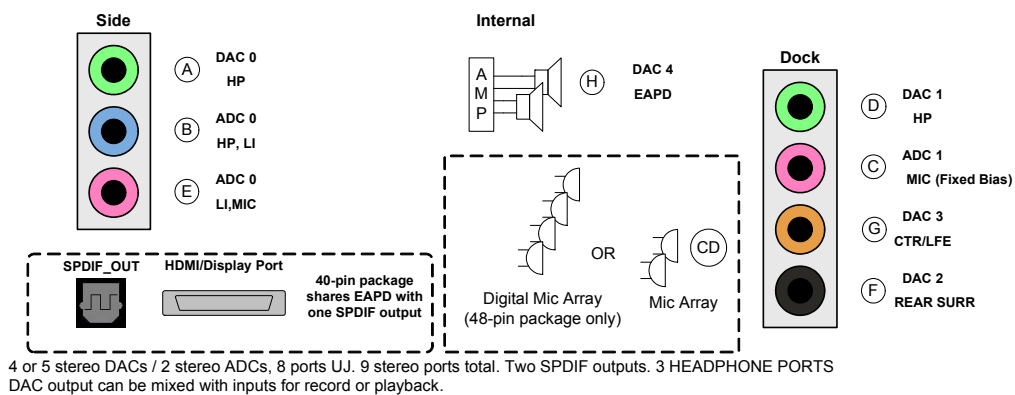 Side
A
DAC 0
HP
B
ADC 0
HP, LI
E
ADC 0
LI,MIC
Internal
A
M
P
H
DAC 4
EAPD
Dock
D
DAC 1
HP
C
ADC 1
MIC (Fixed Bias)
G
DAC 3
CTR/LFE
F
DAC 2
REAR SURR
SPDIF_OUT
HDMI/Display Port
40-pin package
shares EAPD with
one SPDIF output
OR
CD
Digital Mic Array
(48-pin package only)
Mic Array
4 or 5 stereo DACs / 2 stereo ADCs, 8 ports UJ. 9 stereo ports total. Two SPDIF outputs. 3 HEADPHONE PORTS
DAC output can be mixed with inputs for record or playback.